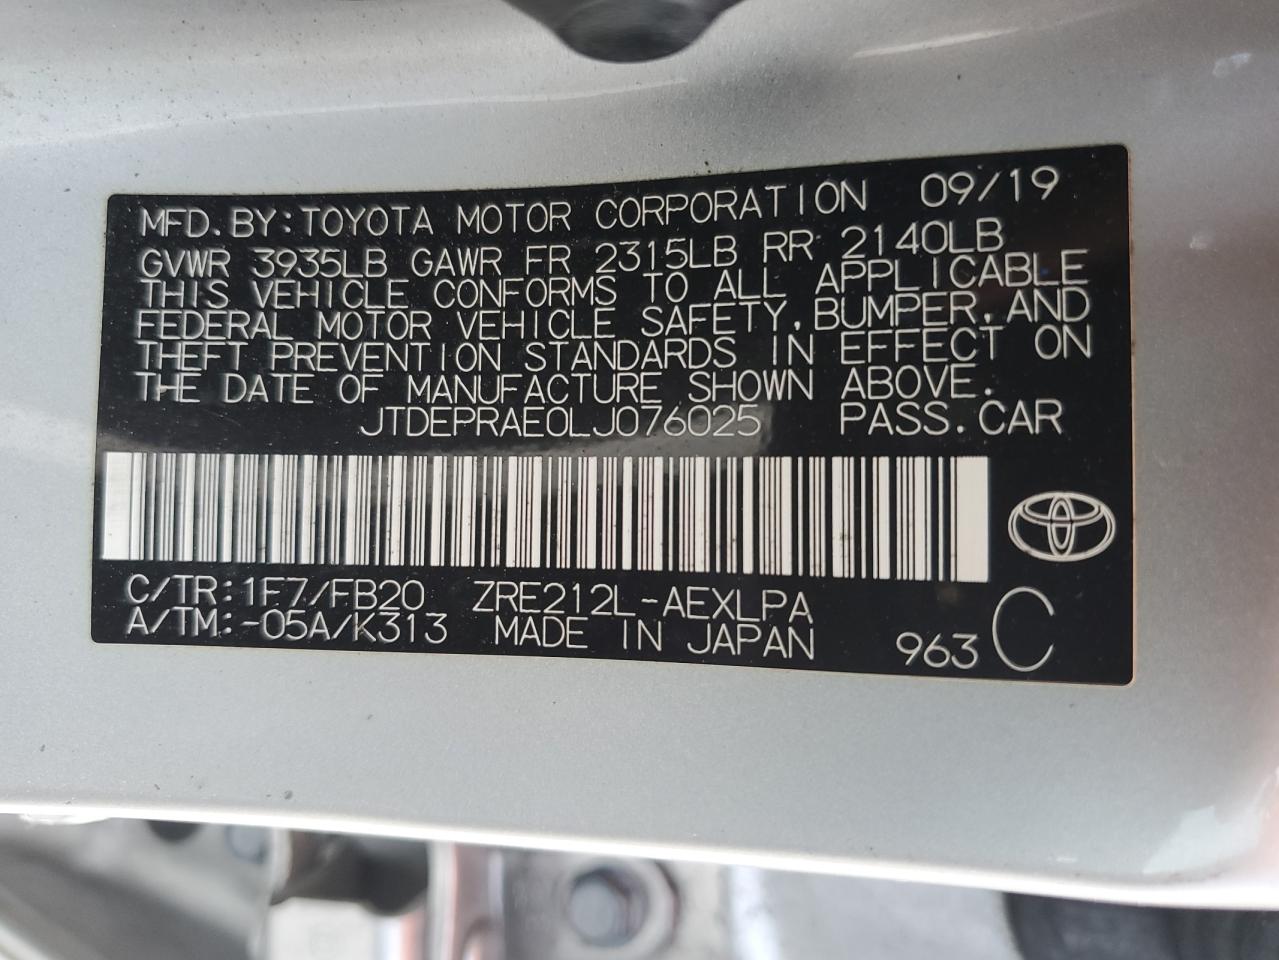 MFD. BY: TOYOTA MOTOR CORPORATION 09/19
GVWR 3935LB GAWR FR 2315LB RR 2140LB
THIS VEHICLE CONFORMS TO ALL APPLICABLE
FEDERAL MOTOR VEHICLE SAFETY, BUMPER, AND
THEFT PREVENTION STANDARDS IN EFFECT ON
THE DATE OF MANUFACTURE SHOWN ABOVE.
JTDEPRAE0LJ076025 PASS. CAR
C/TR: 1F7/FB20 ZRE212L-AEXLPA
A/TM: -05A/K313 MADE IN JAPAN 963 C